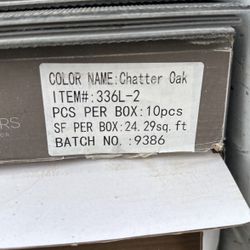 COLOR NAME:Chatter Oak
ITEM#:336L-2
PCS PER BOX:10pcs
SF PER BOX:24.29sq.ft
BATCH NO.:9386